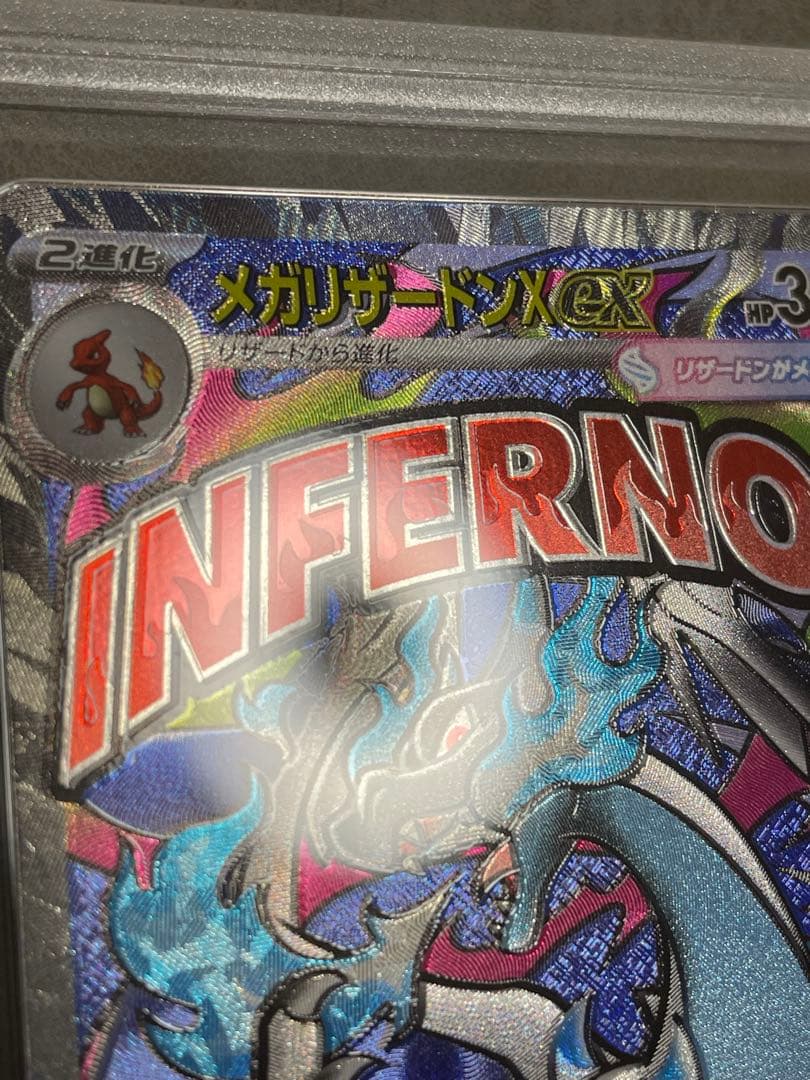 2進化
メガリザードンXex
HP3
リザードから進化
リザードンがメ
INFERNO